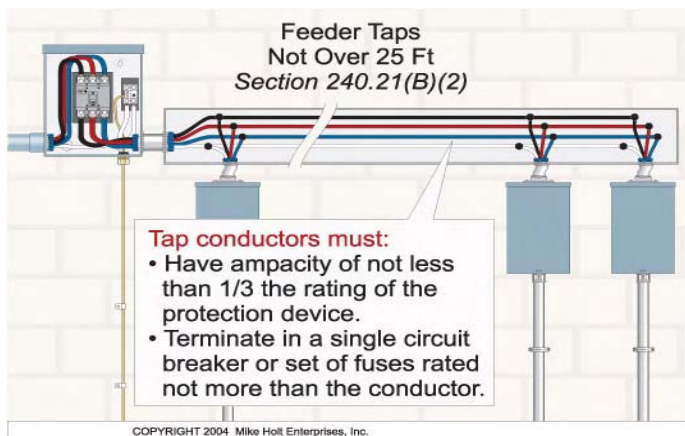 Feeder Taps
Not Over 25 Ft
Section 240.21(B)(2)
Tap conductors must:
• Have ampacity of not less
than 1/3 the rating of the
protection device.
• Terminate in a single circuit
breaker or set of fuses rated
not more than the conductor.
COPYRIGHT 2004 Mike Holt Enterprises, Inc.